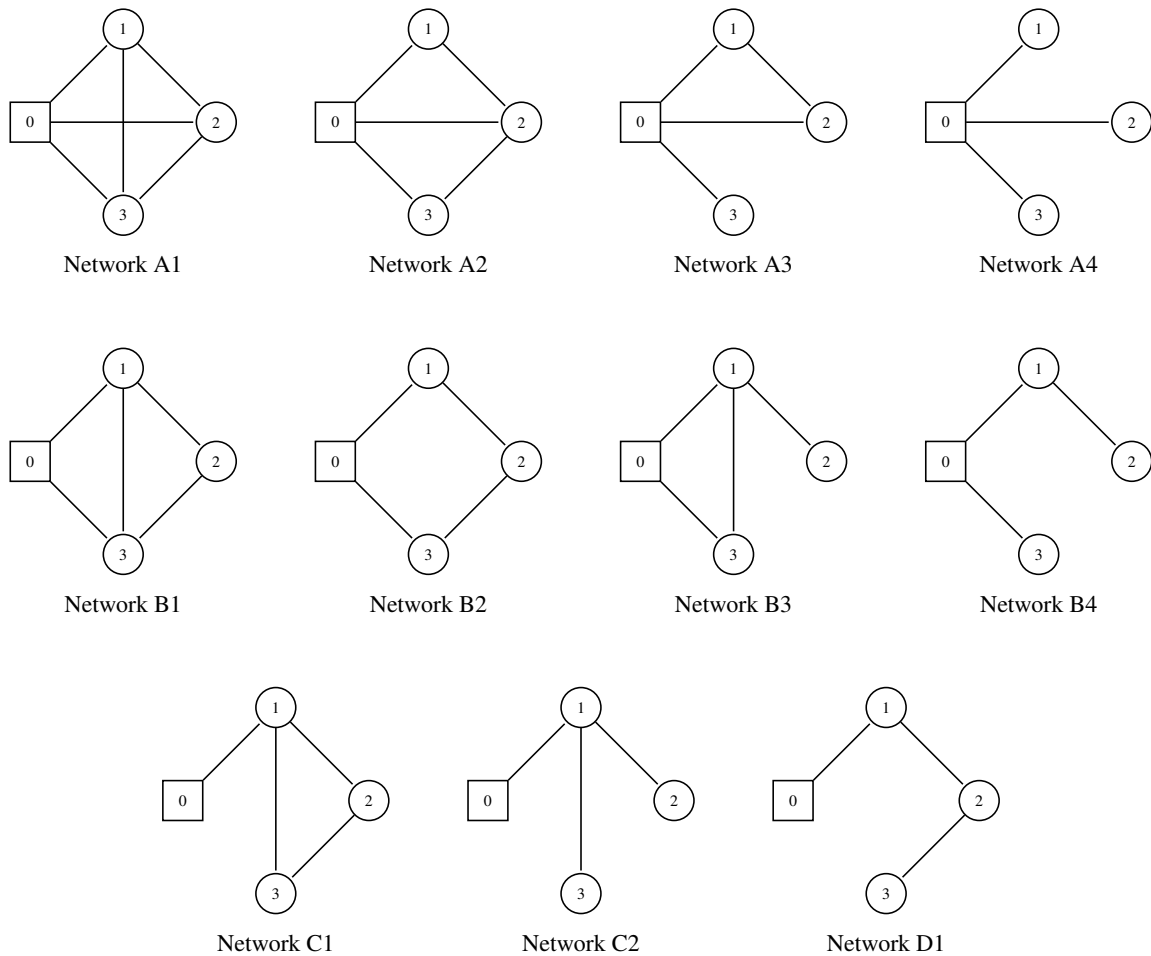 1 1 1 1
0 2 0 2 0 2 0 2
3 3 3 3
Network A1 Network A2 Network A3 Network A4
1 1 1 1
0 2 0 2 0 2 0 2
3 3 3 3
Network B1 Network B2 Network B3 Network B4
1 1 1
0 2 0 2 0 2
3 3 3
Network C1 Network C2 Network D1